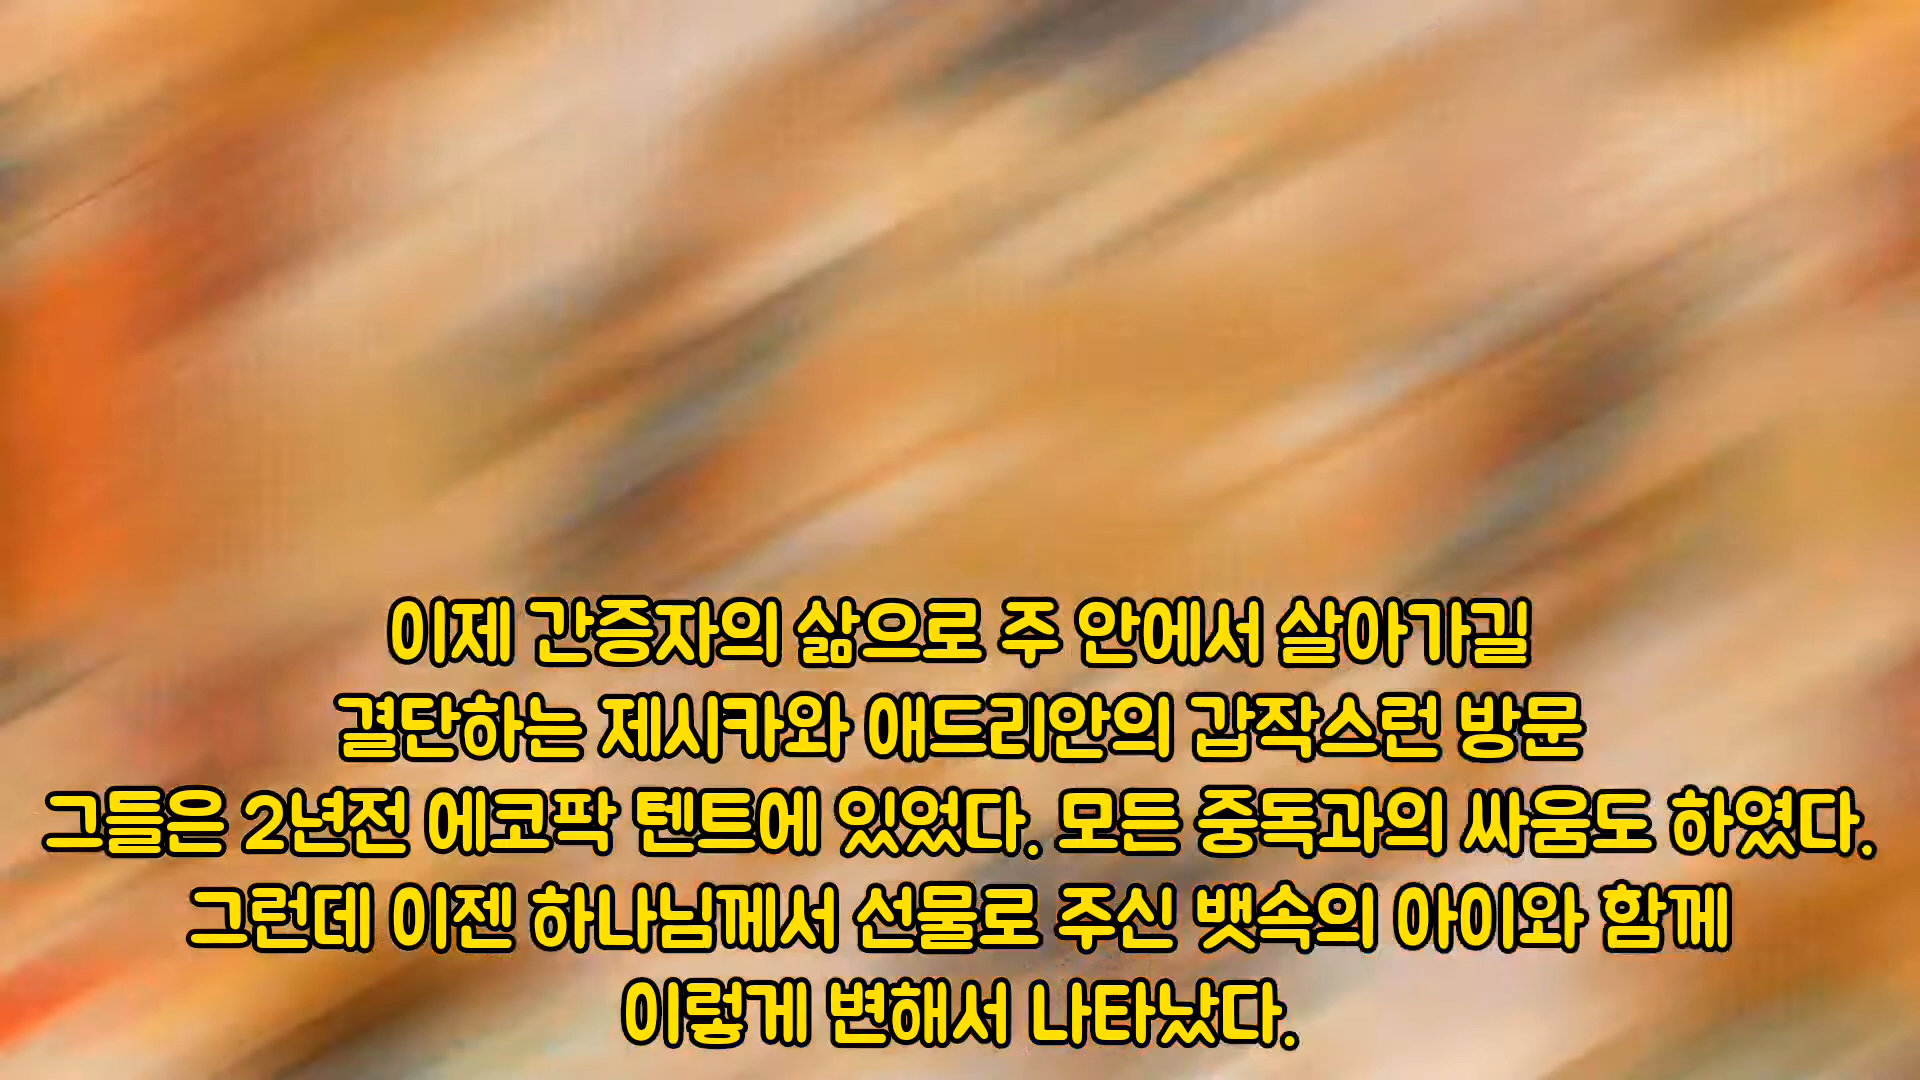 이제 간증자의 삶으로 주 안에서 살아가길
결단하는 제시카와 애드리안의 갑작스런 방문
그들은 2년전 에코팍 텐트에 있었다. 모든 중독과의 싸움도 하였다.
그런데 이젠 하나님께서 선물로 주신 뱃속의 아이와 함께
이렇게 변해서 나타났다.